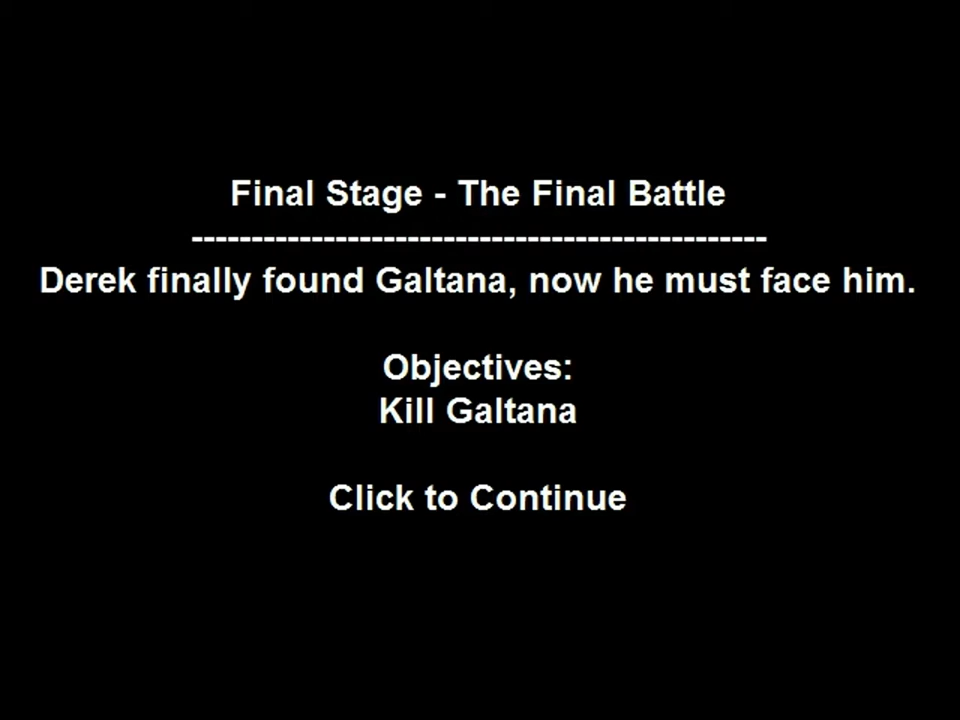 Final Stage - The Final Battle
------------------------------------------------
Derek finally found Galtana, now he must face him.
Objectives:
Kill Galtana
Click to Continue